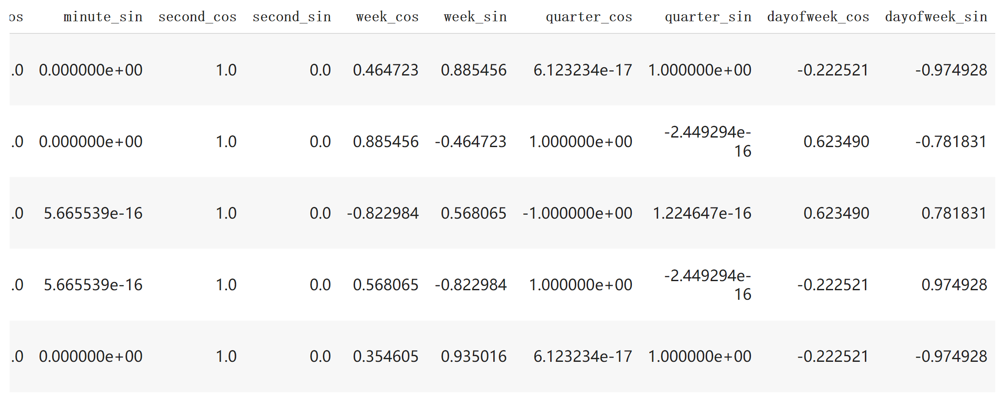 os minute_sin second_cos second_sin week_cos week_sin quarter_cos quarter_sin dayofweek_cos dayofweek_sin
.0 0.000000e+00 1.0 0.0 0.464723 0.885456 6.123234e-17 1.000000e+00 -0.222521 -0.974928
.0 0.000000e+00 1.0 0.0 0.885456 -0.464723 1.000000e+00 -2.449294e-
16 0.623490 -0.781831
.0 5.665539e-16 1.0 0.0 -0.822984 0.568065 -1.000000e+00 1.224647e-16 0.623490 0.781831
.0 5.665539e-16 1.0 0.0 0.568065 -0.822984 1.000000e+00 -2.449294e-
16 -0.222521 0.974928
.0 0.000000e+00 1.0 0.0 0.354605 0.935016 6.123234e-17 1.000000e+00 -0.222521 -0.974928